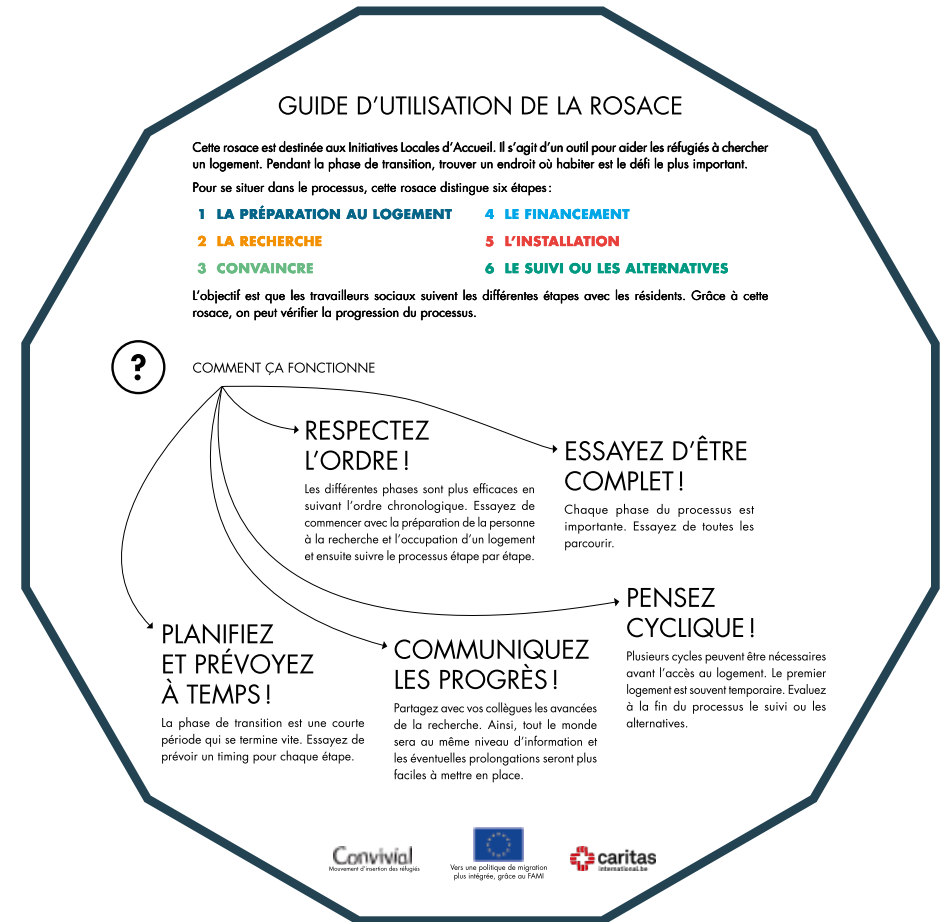 GUIDE D'UTILISATION DE LA ROSACE
Cette rosace est destinée aux Initiatives Locales d'Accueil. Il s'agit d'un outil pour aider les réfugiés à chercher
un logement. Pendant la phase de transition, trouver un endroit où habiter est le défi le plus important.
Pour se situer dans le processus, cette rosace distingue six étapes :
1 LA PRÉPARATION AU LOGEMENT
2 LA RECHERCHE
3 CONVAINCRE
4 LE FINANCEMENT
5 L'INSTALLATION
6 LE SUIVI OU LES ALTERNATIVES
L'objectif est que les travailleurs sociaux suivent les différentes étapes avec les résidents. Grâce à cette
rosace, on peut vérifier la progression du processus.
?
COMMENT ÇA FONCTIONNE
RESPECTEZ
L'ORDRE !
Les différentes phases sont plus efficaces en
suivant l'ordre chronologique. Essayez de
commencer avec la préparation de la personne
à la recherche et l'occupation d'un logement
et ensuite suivre le processus étape par étape.
ESSAYEZ D'ÊTRE
COMPLET !
Chaque phase du processus est
importante. Essayez de toutes les
parcourir.
PLANIFIEZ
ET PRÉVOYEZ
À TEMPS !
La phase de transition est une courte
période qui se termine vite. Essayez de
prévoir un timing pour chaque étape.
COMMUNIQUEZ
LES PROGRÈS !
Partagez avec vos collègues les avancées
de la recherche. Ainsi, tout le monde
sera au même niveau d'information et
les éventuelles prolongations seront plus
faciles à mettre en place.
PENSEZ
CYCLIQUE !
Plusieurs cycles peuvent être nécessaires
avant l'accès au logement. Le premier
logement est souvent temporaire. Evaluez
à la fin du processus le suivi ou les
alternatives.
Convivial
Mouvement d'insertion des réfugiés
Vers une politique de migration
plus intégrée, grâce au FAMI
caritas
international.be